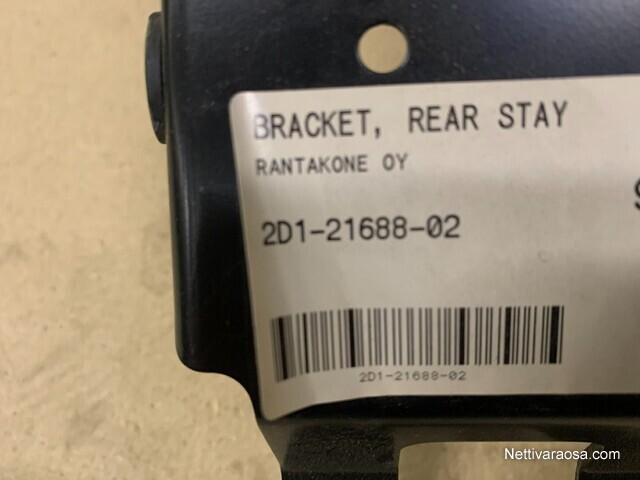 BRACKET, REAR STAY
RANTAKONE OY
2D1-21688-02
2D1-21688-02
Nettivaraosa.com